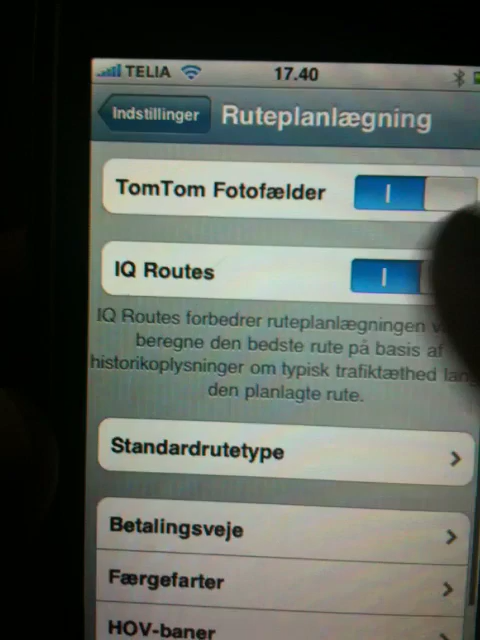 TELIA 17.40
Indstillinger Ruteplanlægning
TomTom Fotofælder
IQ Routes
IQ Routes forbedrer ruteplanlægningen
beregne den bedste rute på basis af
historikoplysninger om typisk trafiktæthed
den planlagte rute.
Standardrutetype
Betalingsveje
Færgefarter
HOV-baner